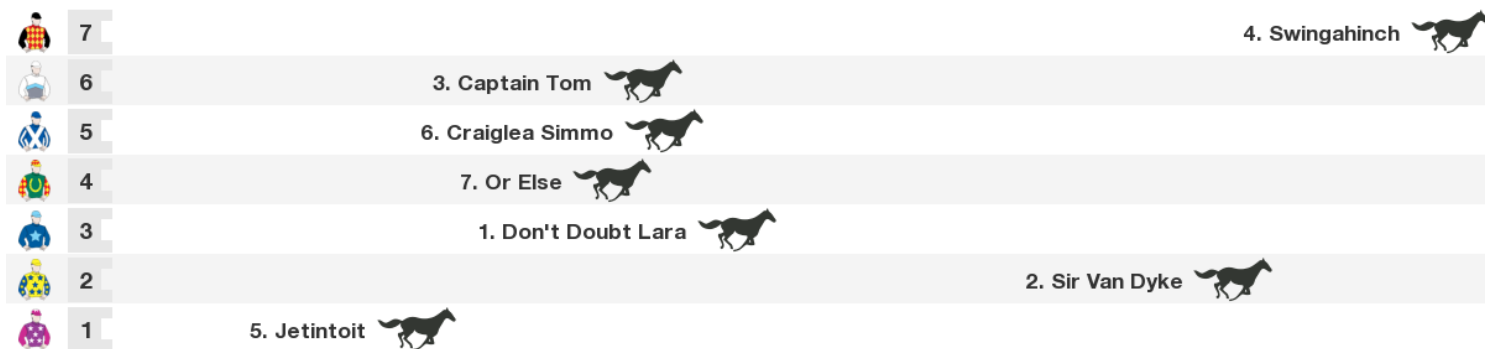 7 4. Swingahinch
6 3. Captain Tom
5 6. Craiglea Simmo
4 7. Or Else
3 1. Don't Doubt Lara
2 2. Sir Van Dyke
1 5. Jetintoit